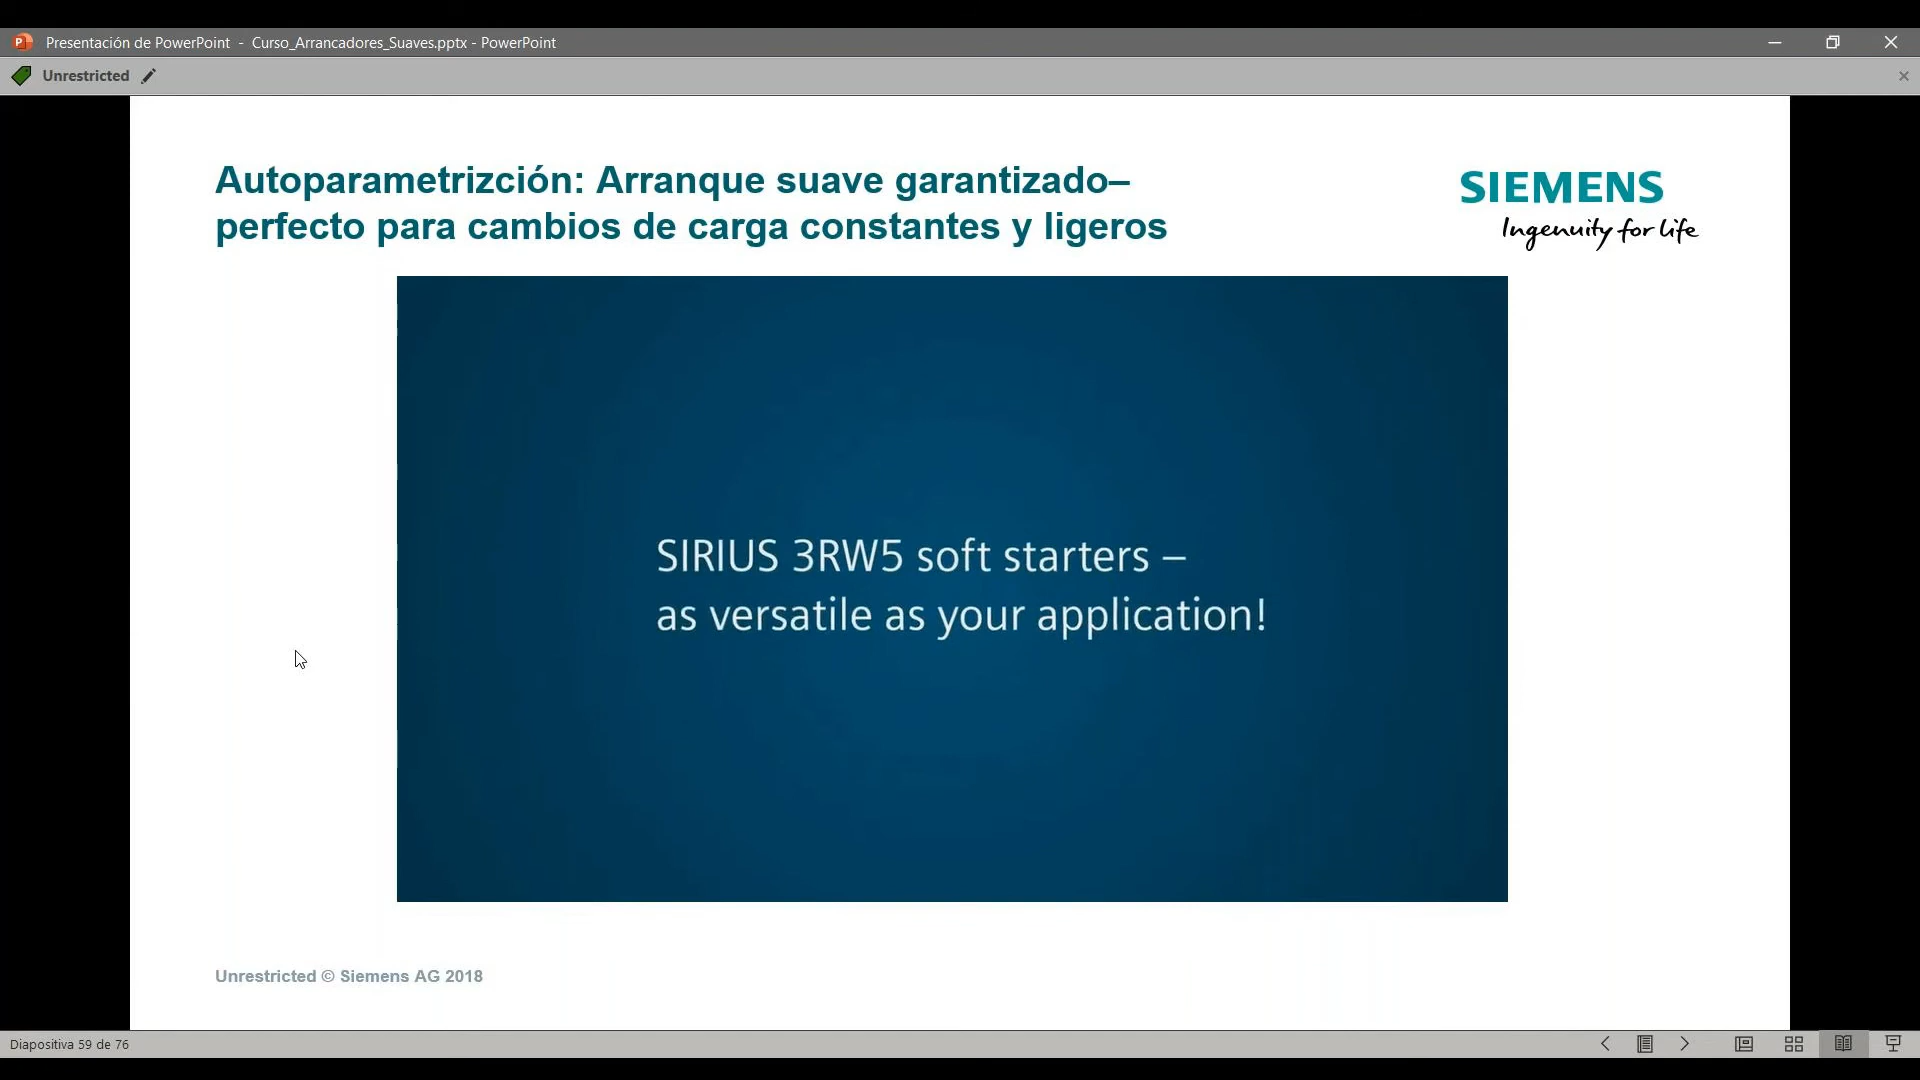 Presentación de PowerPoint - Curso_Arrancadores_Suaves.pptx - PowerPoint
Unrestricted
Autoparametrizción: Arranque suave garantizado–
perfecto para cambios de carga constantes y ligeros
SIEMENS
Ingenuity for life
SIRIUS 3RW5 soft starters –
as versatile as your application!
Unrestricted © Siemens AG 2018
Diapositiva 59 de 76